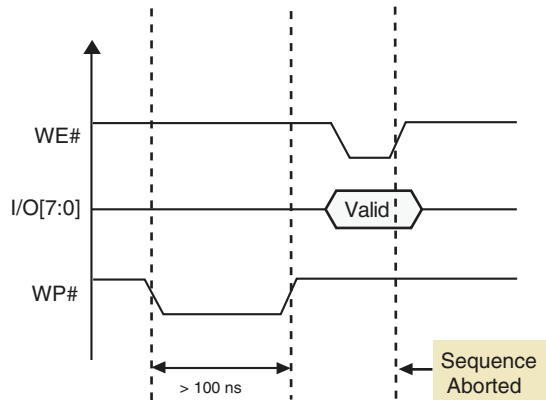 WE#
I/O[7:0]
Valid
WP#
> 100 ns
Sequence
Aborted